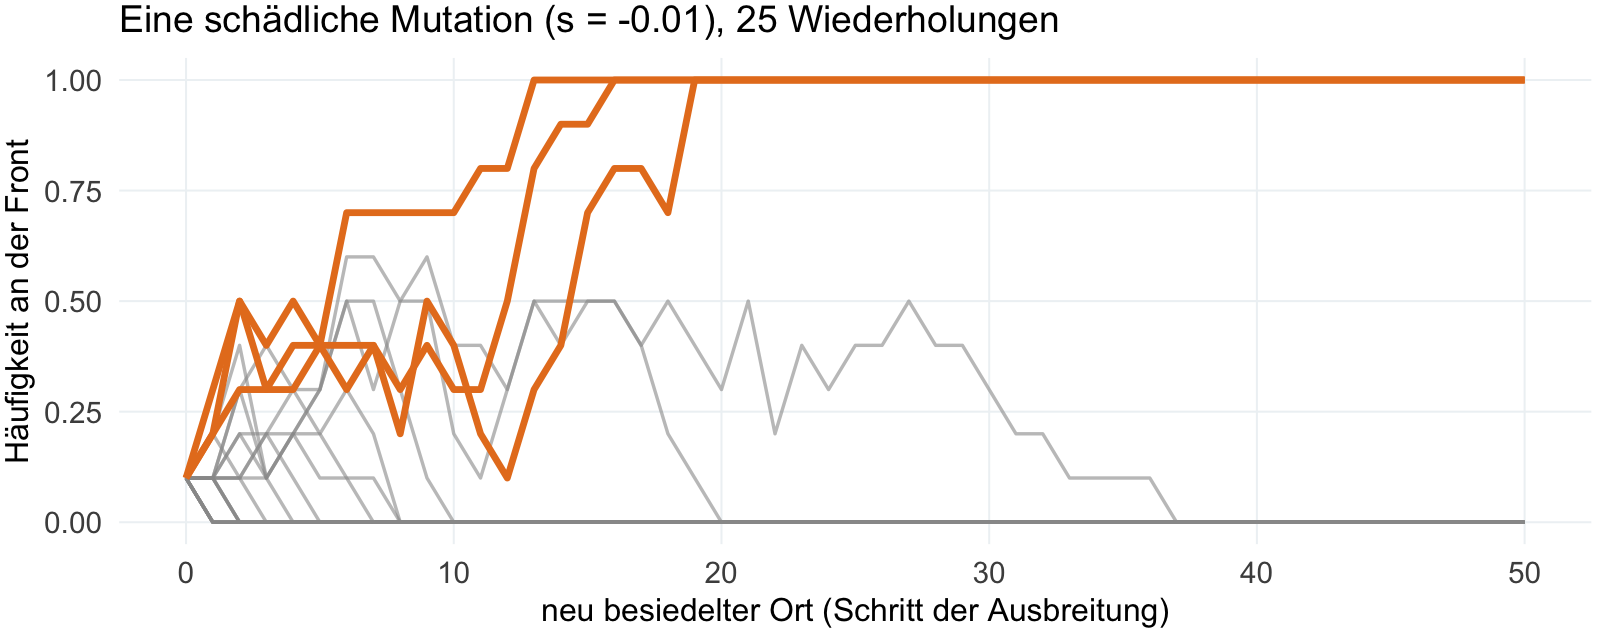 Eine schädliche Mutation (s = -0.01), 25 Wiederholungen
Häufigkeit an der Front
1.00
0.75
0.50
0.25
0.00
0 10 20 30 40 50
neu besiedelter Ort (Schritt der Ausbreitung)